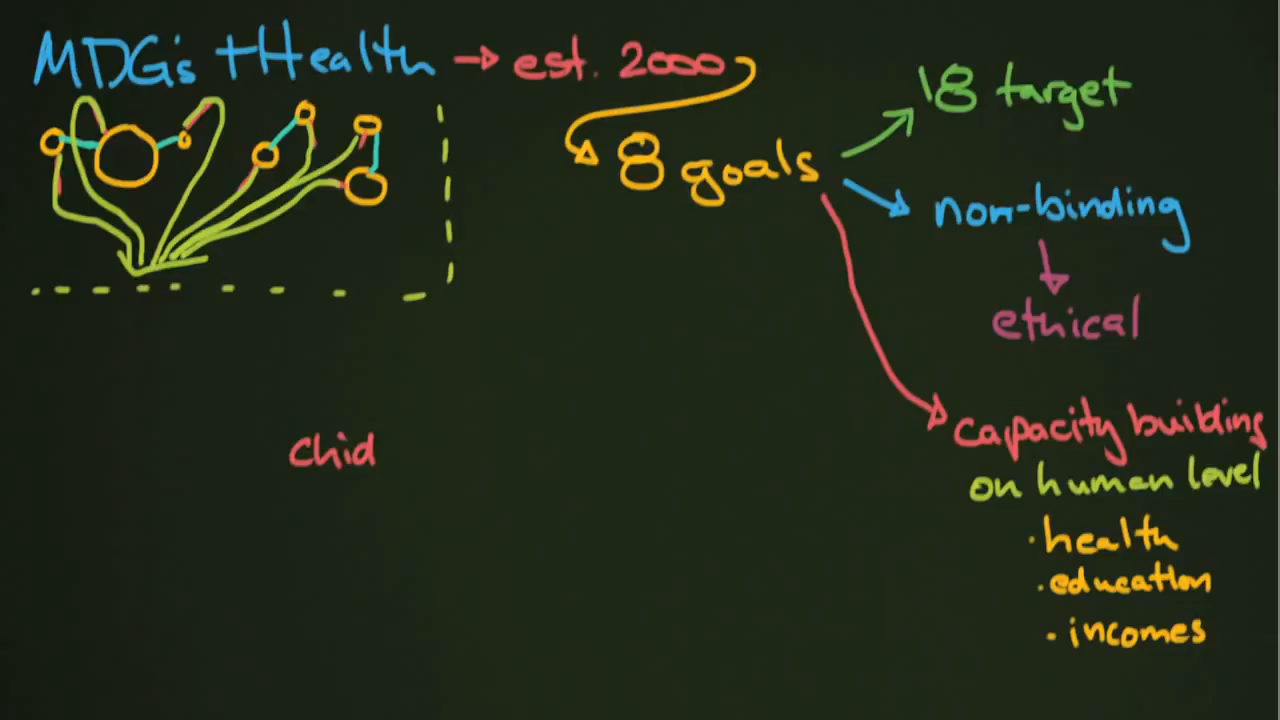 MDG's + Health → est. 2000
8 goals
18 target
non-binding
ethical
capacity building
on human level
· health
· education
· incomes
Chid